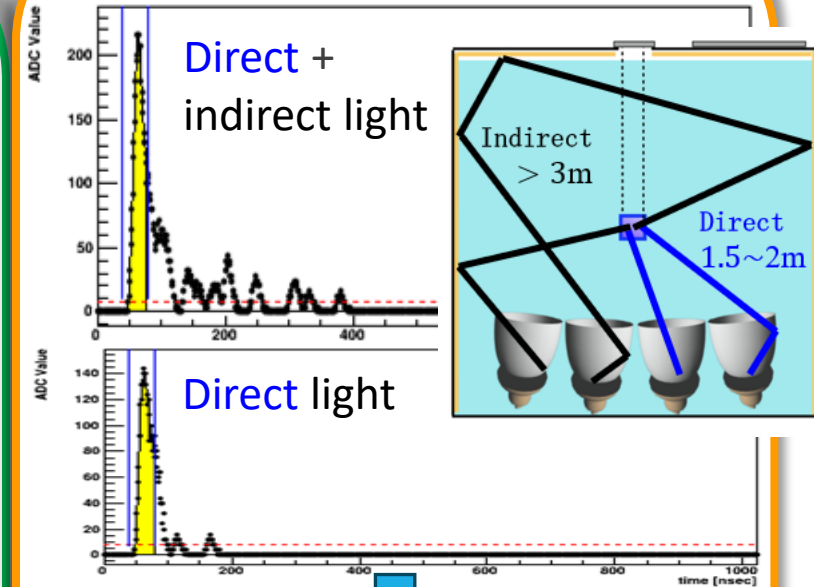 ADC Value
Direct +
indirect light
200
150
100
50
0
0
200
400
Indirect
> 3m
Direct
1.5~2m
ADC Value
Direct light
140
120
100
80
60
40
20
0
0
200
400
600
800
1000
time [nsec]